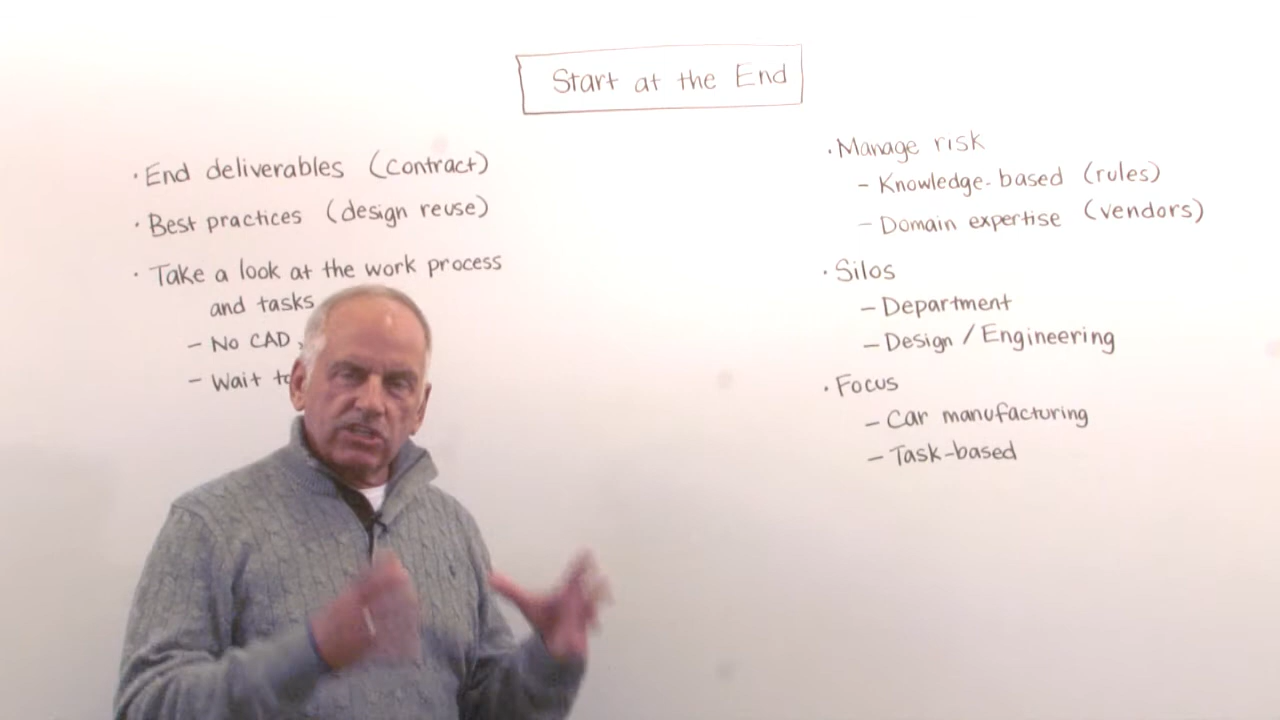 Start at the End
· End deliverables (contract)
· Best practices (design reuse)
· Take a look at the work process
and tasks
– No CAD,
– Wait
· Manage risk
– Knowledge-based (rules)
– Domain expertise (vendors)
· Silos
– Department
– Design / Engineering
· Focus
– Car manufacturing
– Task-based